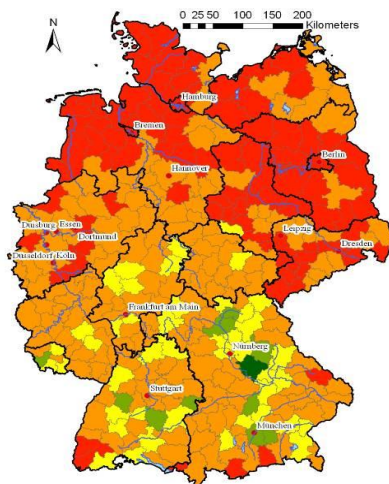 0 25 50 100 150 200
Kilometers
N
Hamburg
Bremen
Berlin
Hannover
Duisburg
Essen
Dortmund
Leipzig
Dresden
Düsseldorf
Köln
Frankfurt am Main
Nürnberg
Stuttgart
München